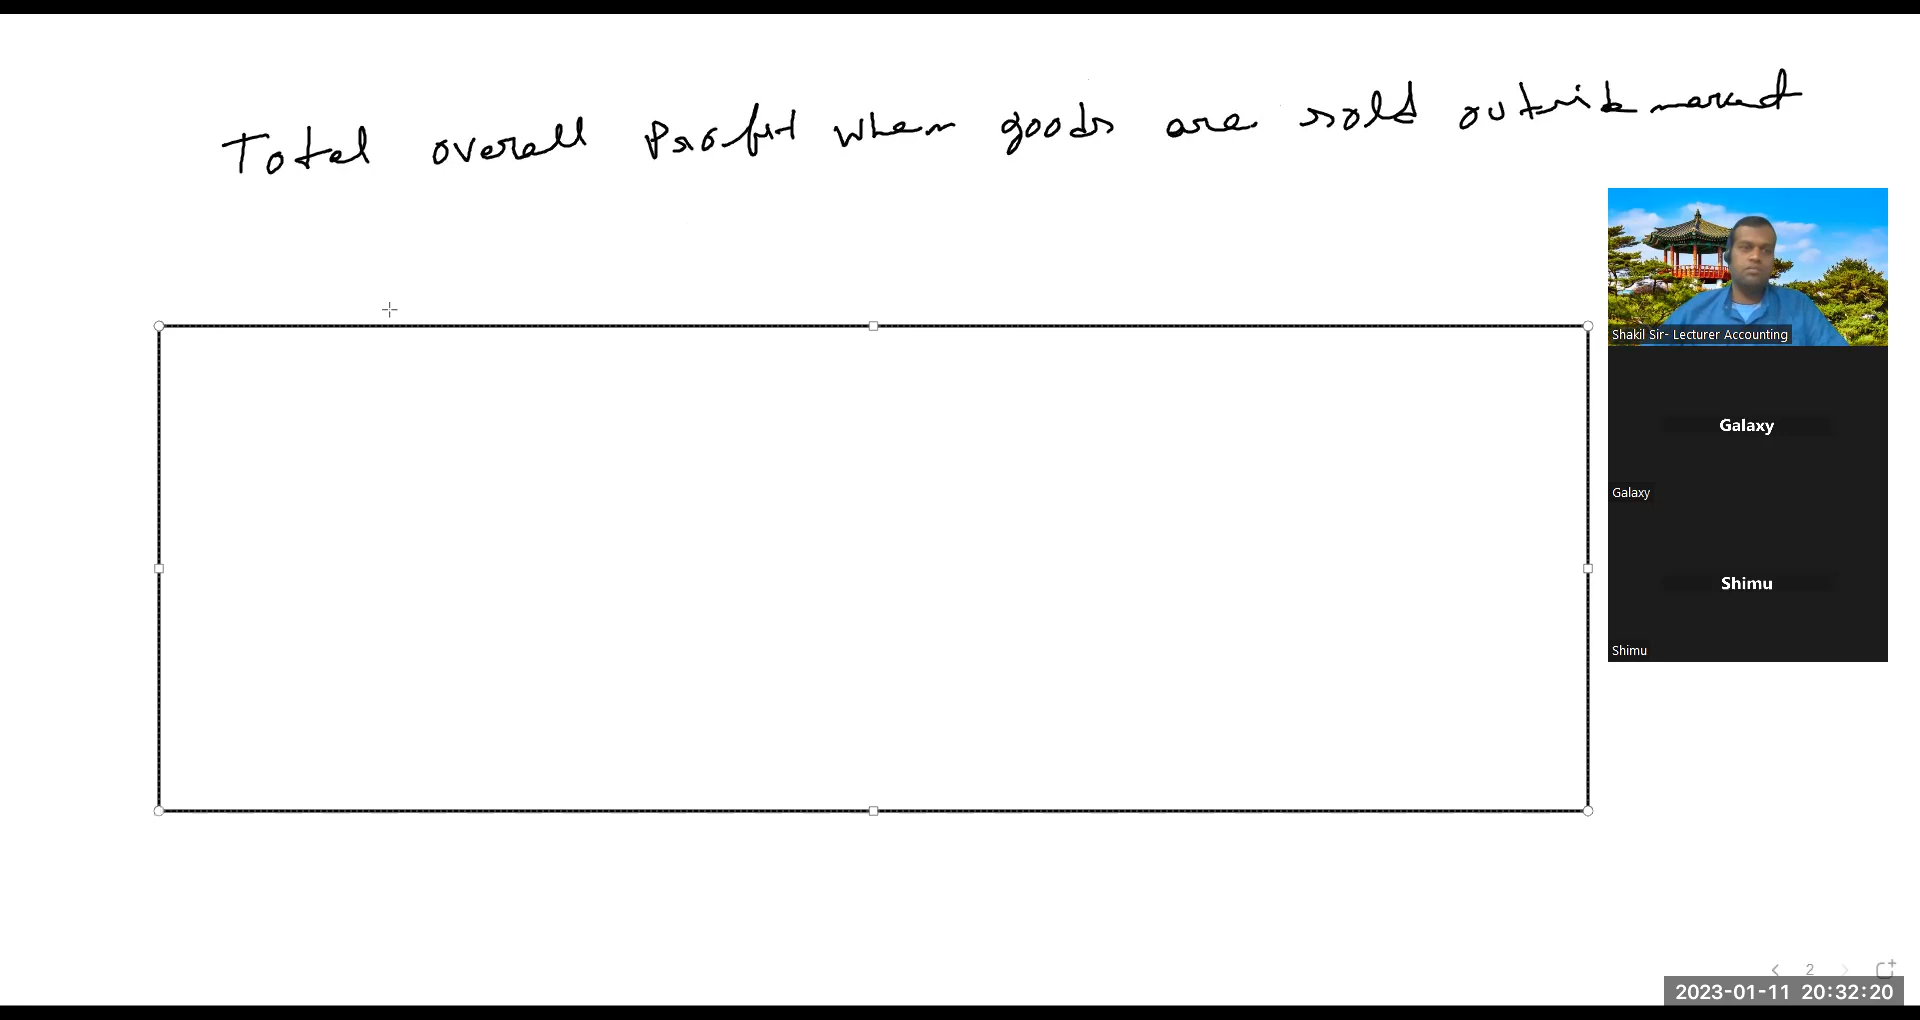 Total overall Profit when goods are sold outside market
Shakil Sir- Lecturer Accounting
Galaxy
Galaxy
Shimu
Shimu
2
2023-01-11 20:32:20